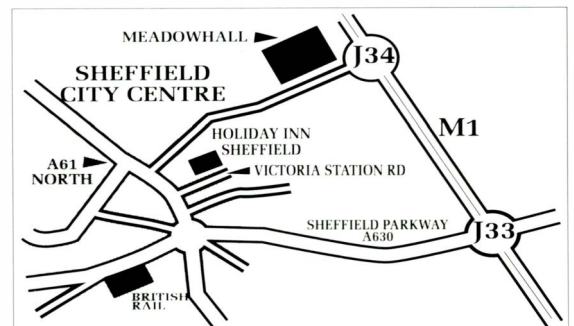 MEADOWHALL
J34
SHEFFIELD
CITY CENTRE
M1
HOLIDAY INN
SHEFFIELD
A61
NORTH
VICTORIA STATION RD
SHEFFIELD PARKWAY
A630
J33
BRITISH
RAIL